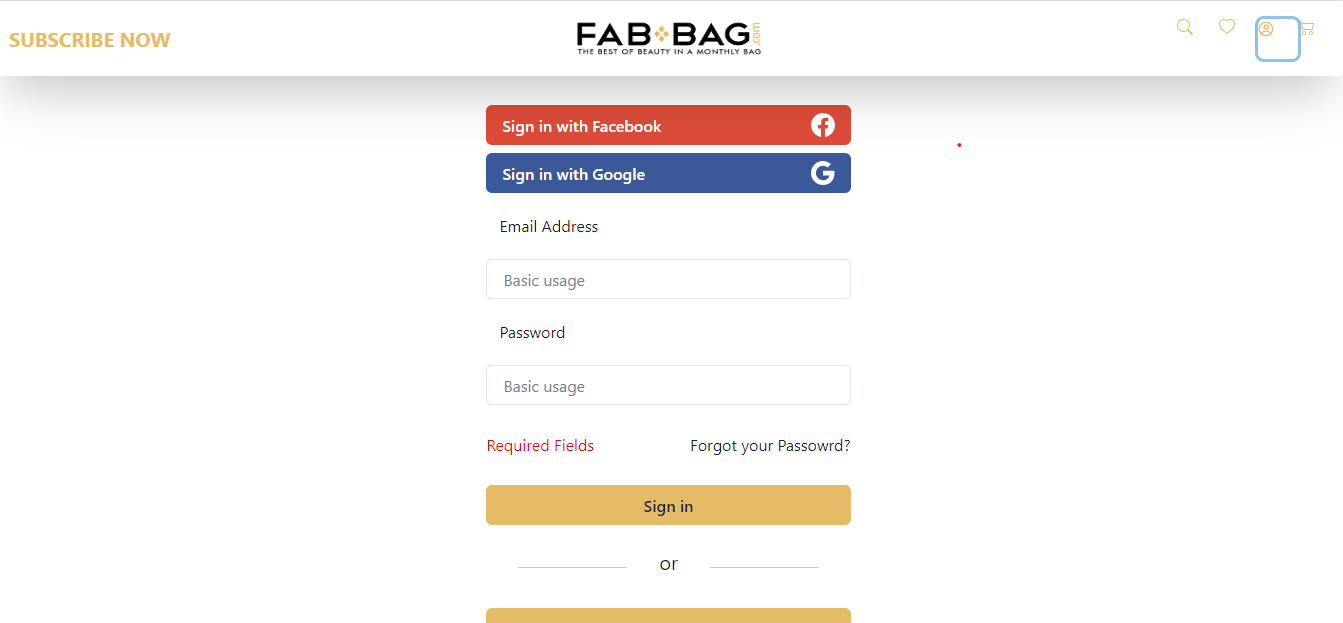 SUBSCRIBE NOW
FAB BAG .com
THE BEST OF BEAUTY IN A MONTHLY BAG
Sign in with Facebook
Sign in with Google
Email Address
Basic usage
Password
Basic usage
Required Fields Forgot your Passowrd?
Sign in
or